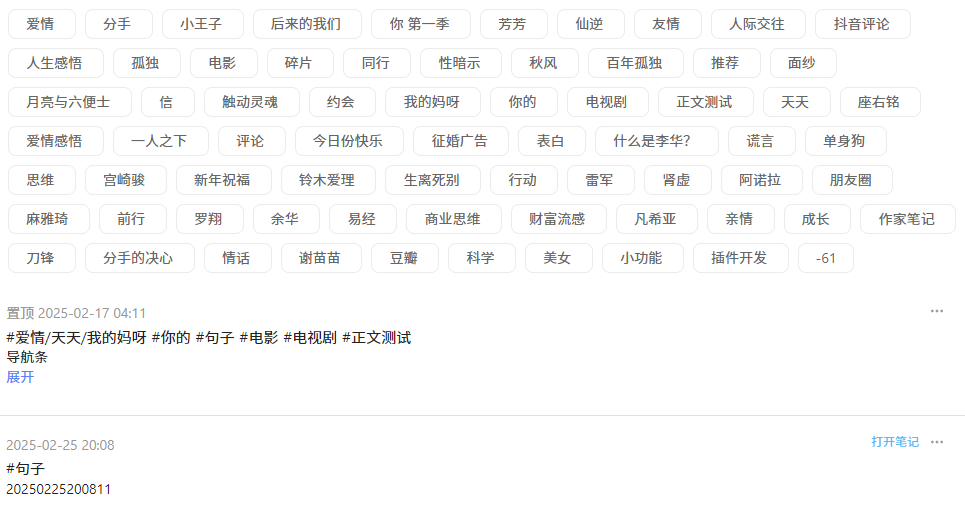 爱情 分手 小王子 后来的我们 你 第一季 芳芳 仙逆 友情 人际交往 抖音评论
人生感悟 孤独 电影 碎片 同行 性暗示 秋风 百年孤独 推荐 面纱
月亮与六便士 信 触动灵魂 约会 我的妈呀 你的 电视剧 正文测试 天天 座右铭
爱情感悟 一人之下 评论 今日份快乐 征婚广告 表白 什么是李华? 谎言 单身狗
思维 宫崎骏 新年祝福 铃木爱理 生离死别 行动 雷军 肾虚 阿诺拉 朋友圈
麻雅琦 前行 罗翔 余华 易经 商业思维 财富流感 凡希亚 亲情 成长 作家笔记
刀锋 分手的决心 情话 谢苗苗 豆瓣 科学 美女 小功能 插件开发 -61
置顶 2025-02-17 04:11
#爱情/天天/我的妈呀 #你的 #句子 #电影 #电视剧 #正文测试
导航条
展开
2025-02-25 20:08 打开笔记
#句子
20250225200811